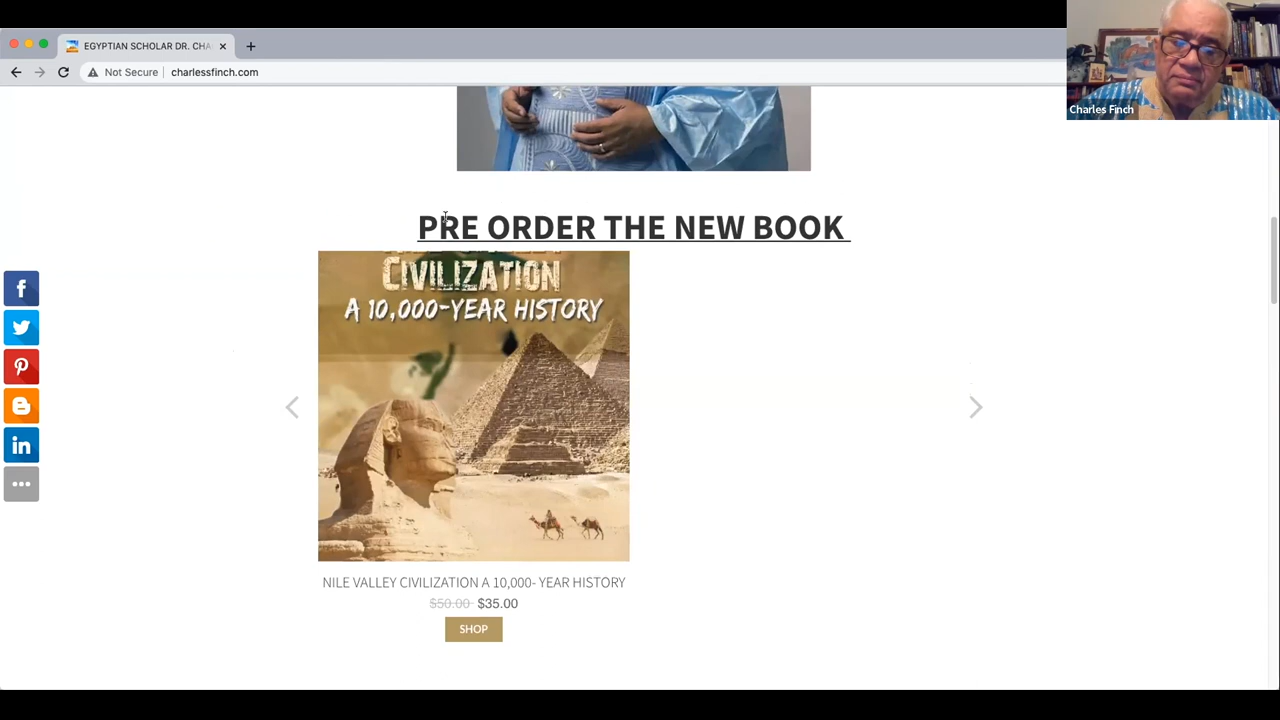 EGYPTIAN SCHOLAR DR. CHA
Not Secure
charlessfinch.com
Charles Finch
PRE ORDER THE NEW BOOK
CIVILIZATION
A 10,000-YEAR HISTORY
NILE VALLEY CIVILIZATION A 10,000- YEAR HISTORY
$50.00 $35.00
SHOP